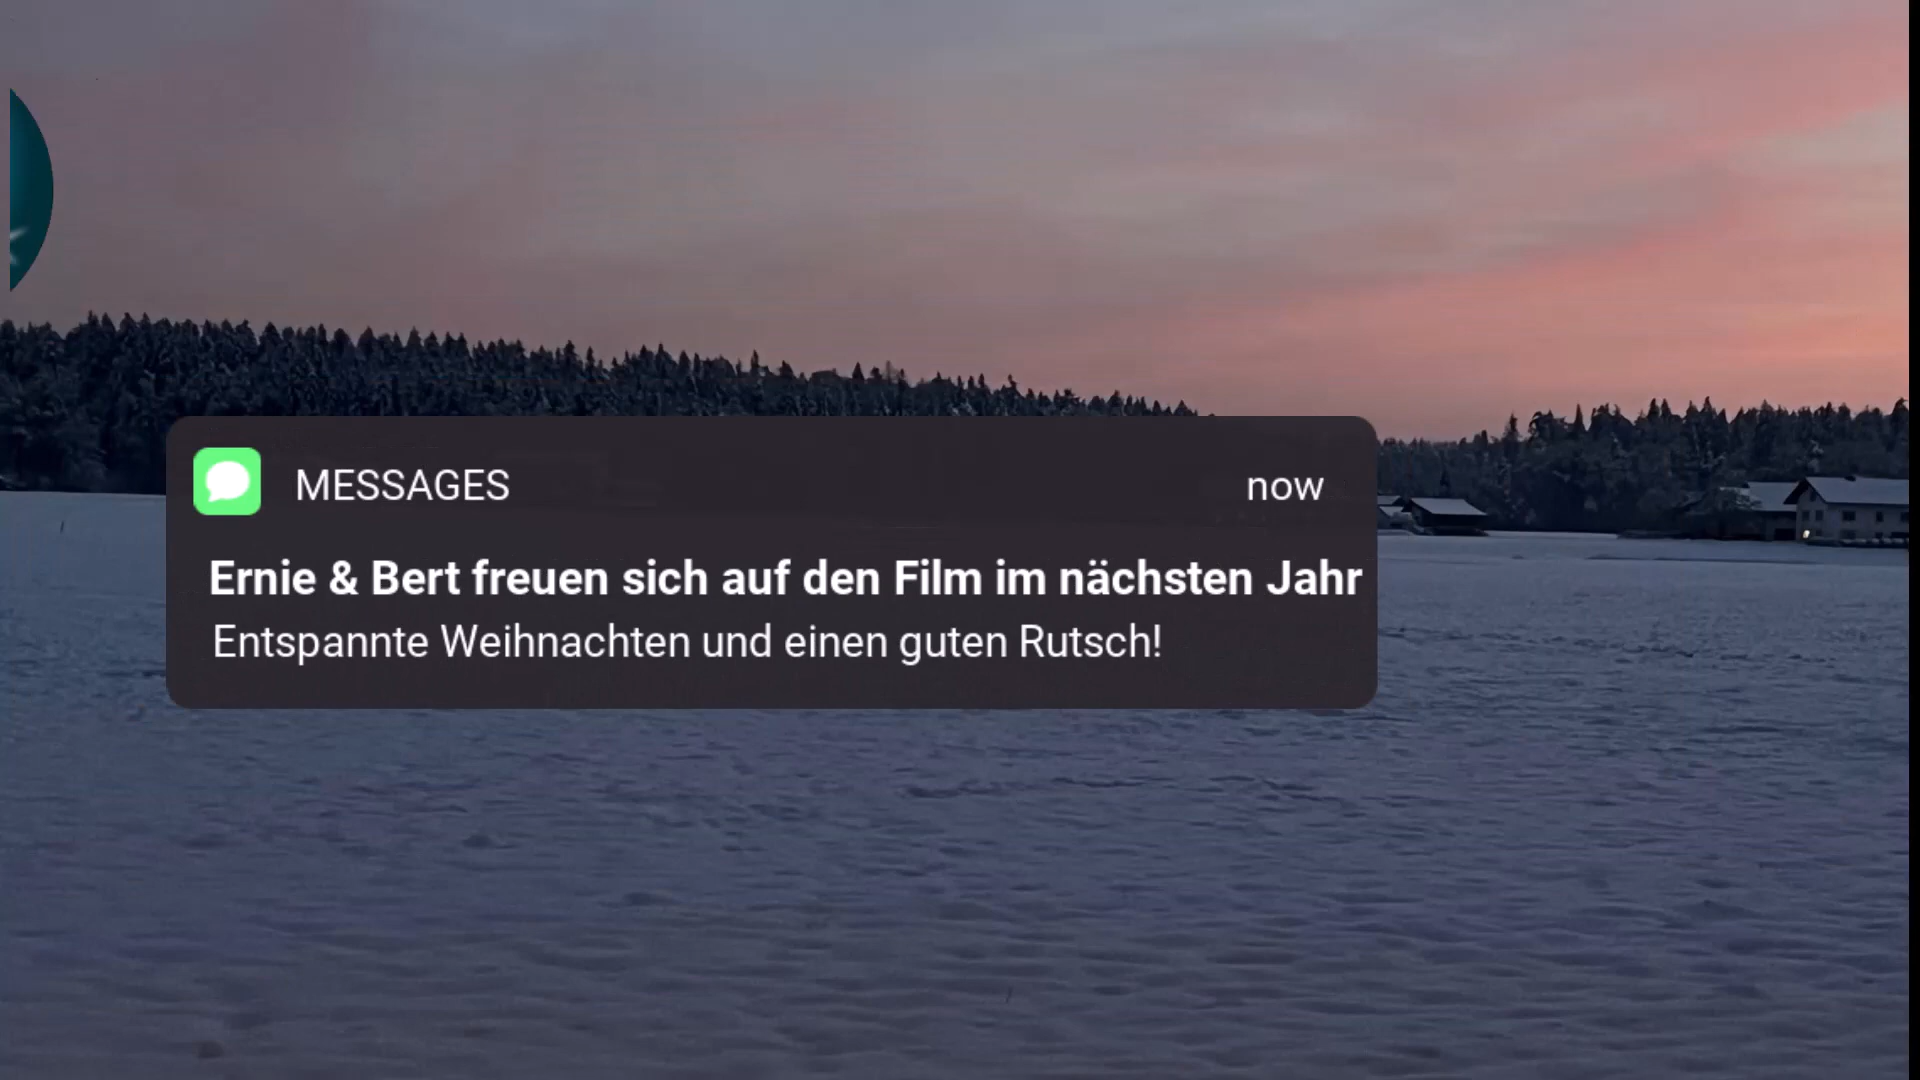 MESSAGES now
Ernie & Bert freuen sich auf den Film im nächsten Jahr
Entspannte Weihnachten und einen guten Rutsch!